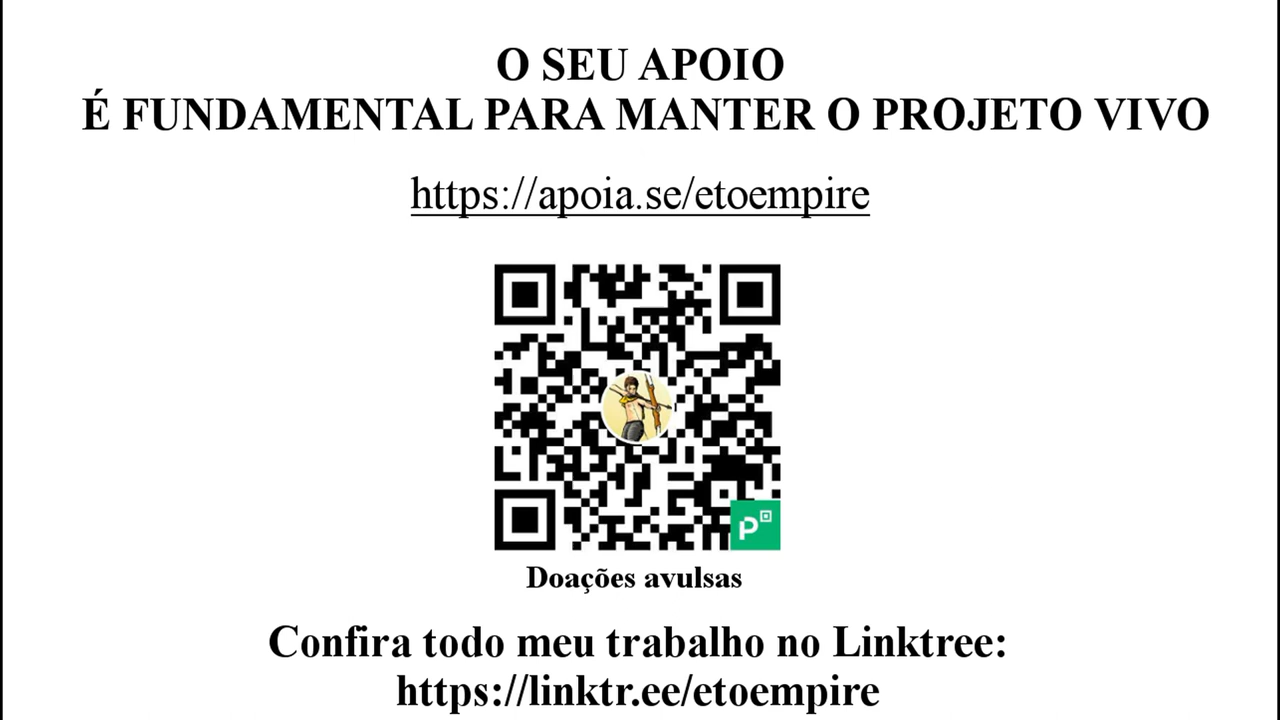 O SEU APOIO
É FUNDAMENTAL PARA MANTER O PROJETO VIVO
https://apoia.se/etoempire
P
Doações avulsas
Confira todo meu trabalho no Linktree:
https://linktr.ee/etoempire